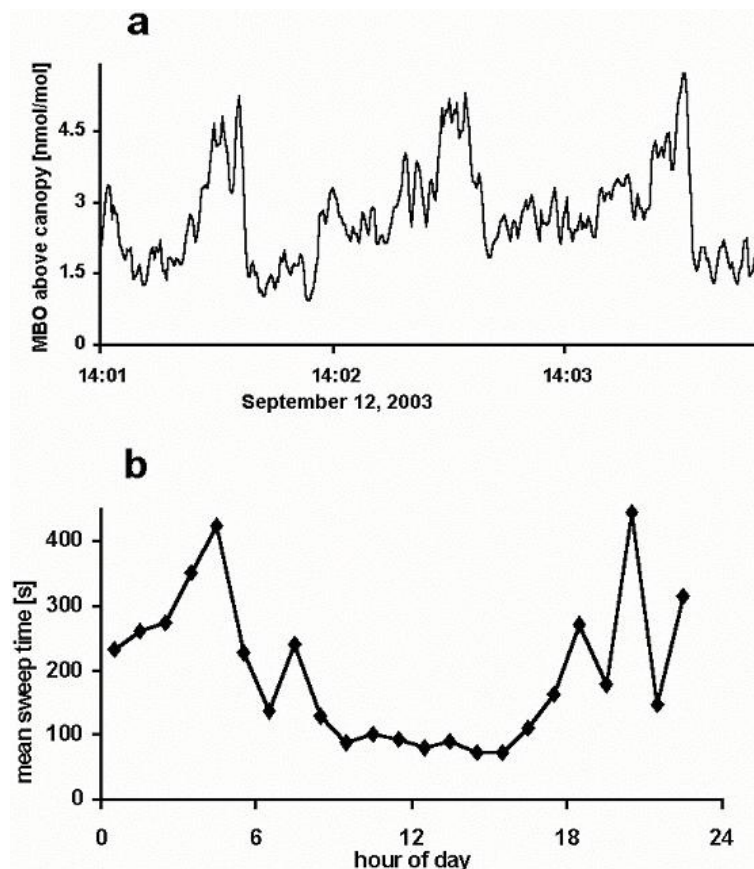 a
MBO above canopy [nmol/mol]
4.5
3
1.5
0
14:01 14:02 14:03
September 12, 2003
b
mean sweep time [s]
400
300
200
100
0
0 6 12 18 24
hour of day